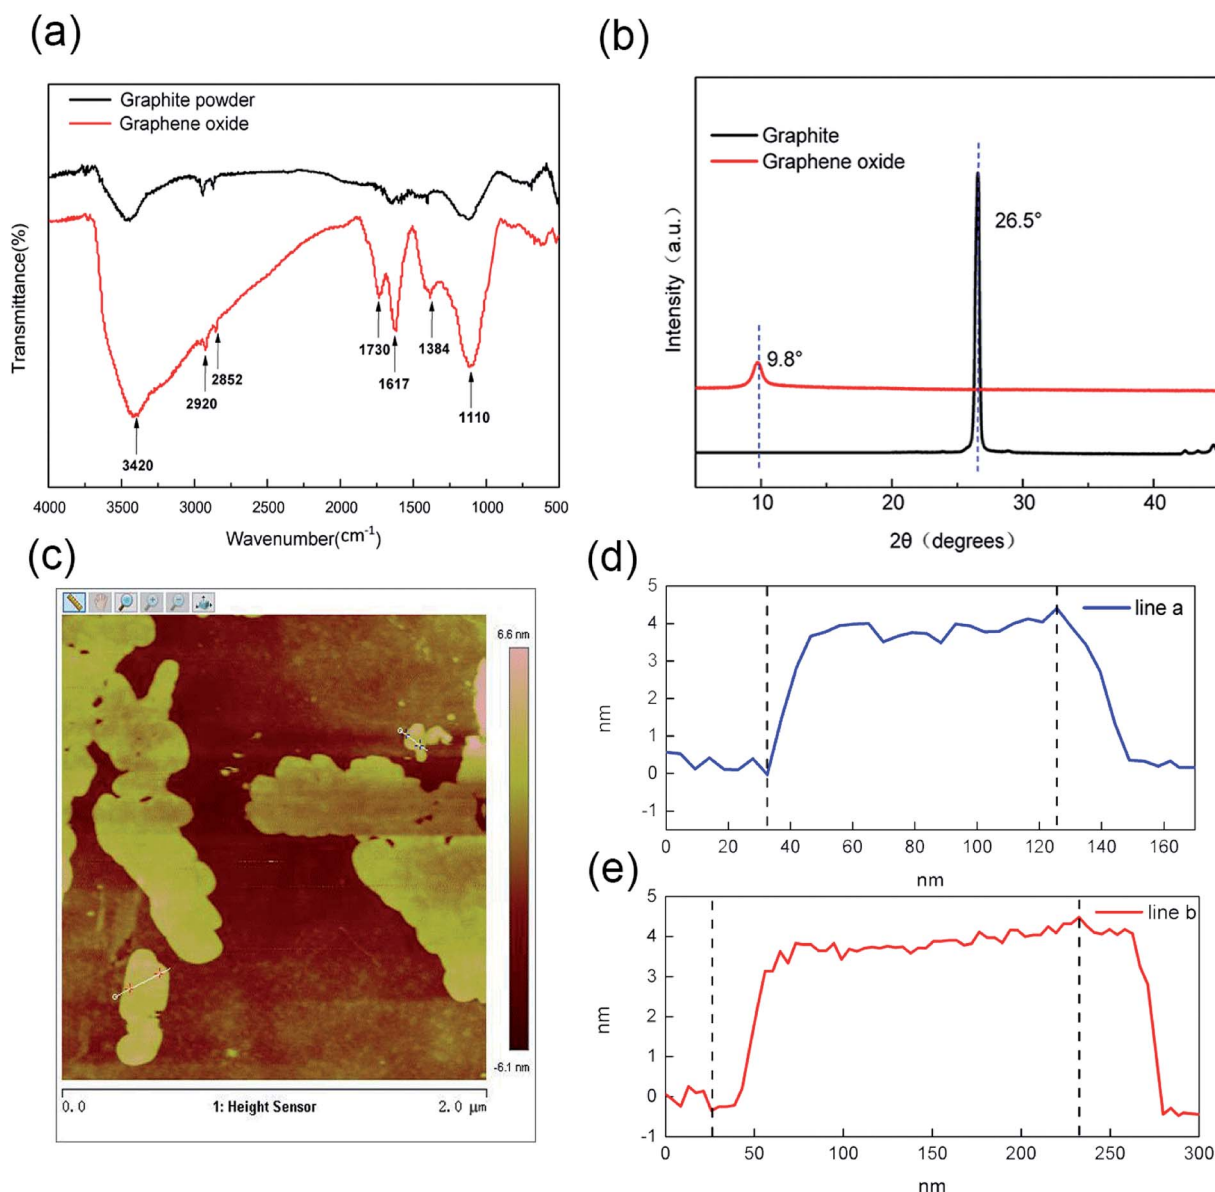 (a)
Graphite powder
Graphene oxide
Transmittance(%)
3420
2920
2852
1730
1617
1384
1110
4000 3500 3000 2500 2000 1500 1000 500
Wavenumber(cm⁻¹)
(b)
Graphite
Graphene oxide
26.5°
9.8°
Intensity (a.u.)
10 20 30 40
2θ (degrees)
(c)
6.6 nm
-6.1 nm
0.0 1: Height Sensor 2.0 μm
(d)
line a
nm
5
4
3
2
1
0
-1
0 20 40 60 80 100 120 140 160
nm
(e)
line b
nm
5
4
3
2
1
0
-1
0 50 100 150 200 250 300
nm